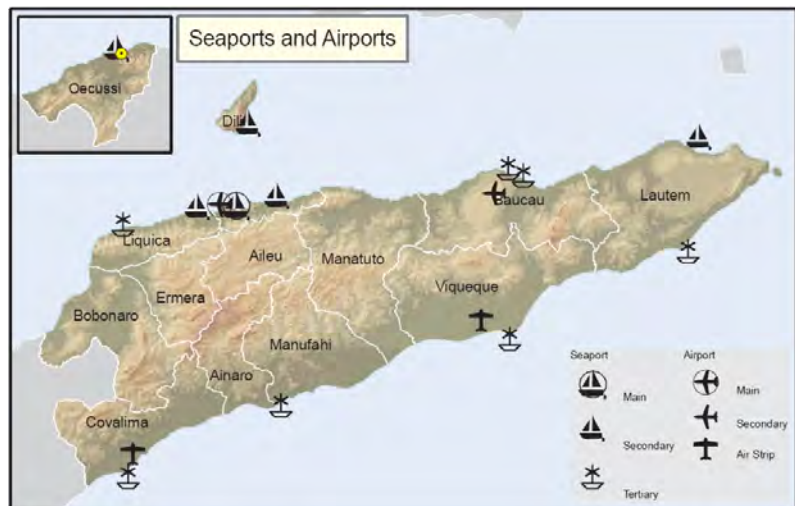 Seaports and Airports
Oecussi
Dili
Baucau
Lautem
Liquica
Aileu
Manatuto
Viqueque
Ermera
Bobonaro
Manufahi
Ainaro
Covalima
Seaport
Airport
Main
Main
Secondary
Secondary
Air Strip
Tertiary